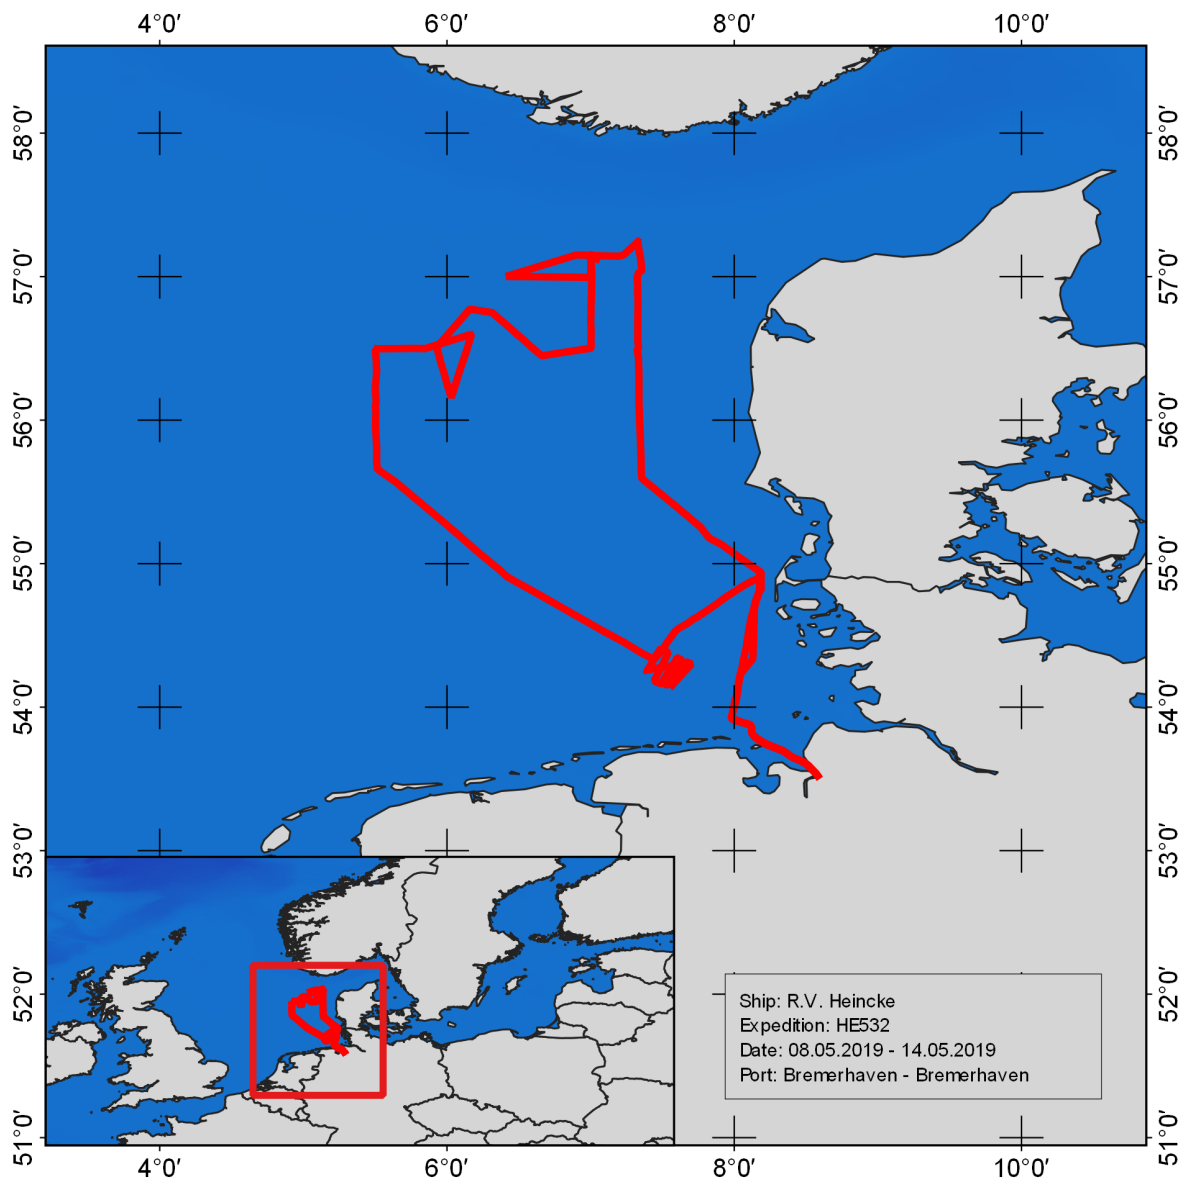 4°0′ 6°0′ 8°0′ 10°0′
58°0′ 58°0′
57°0′ 57°0′
56°0′ 56°0′
55°0′ 55°0′
54°0′ 54°0′
53°0′ 53°0′
52°0′ 52°0′
Ship: R.V. Heincke
Expedition: HE532
Date: 08.05.2019 - 14.05.2019
Port: Bremerhaven - Bremerhaven
51°0′ 51°0′
4°0′ 6°0′ 8°0′ 10°0′